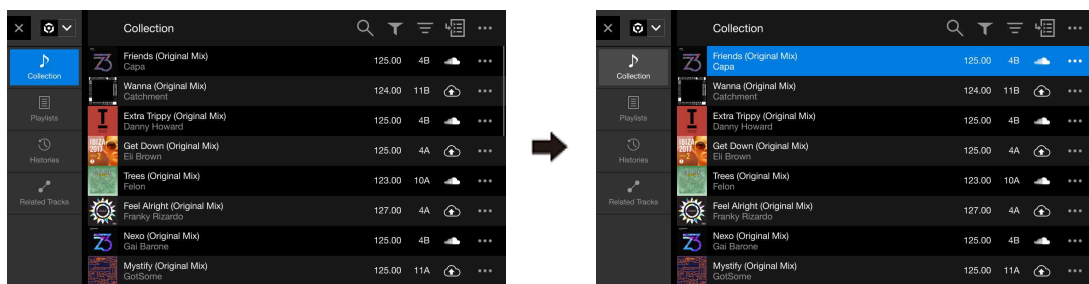 Collection
Collection
Playlists
Histories
Related Tracks
Friends (Original Mix)
Capa
125.00 4B
Wanna (Original Mix)
Catchment
124.00 11B
Extra Trippy (Original Mix)
Danny Howard
125.00 4B
Get Down (Original Mix)
Eli Brown
125.00 4A
Trees (Original Mix)
Felon
123.00 10A
Feel Alright (Original Mix)
Franky Rizardo
127.00 4A
Nexo (Original Mix)
Gai Barone
125.00 4B
Mystify (Original Mix)
GotSome
125.00 11A
Collection
Collection
Playlists
Histories
Related Tracks
Friends (Original Mix)
Capa
125.00 4B
Wanna (Original Mix)
Catchment
124.00 11B
Extra Trippy (Original Mix)
Danny Howard
125.00 4B
Get Down (Original Mix)
Eli Brown
125.00 4A
Trees (Original Mix)
Felon
123.00 10A
Feel Alright (Original Mix)
Franky Rizardo
127.00 4A
Nexo (Original Mix)
Gai Barone
125.00 4B
Mystify (Original Mix)
GotSome
125.00 11A